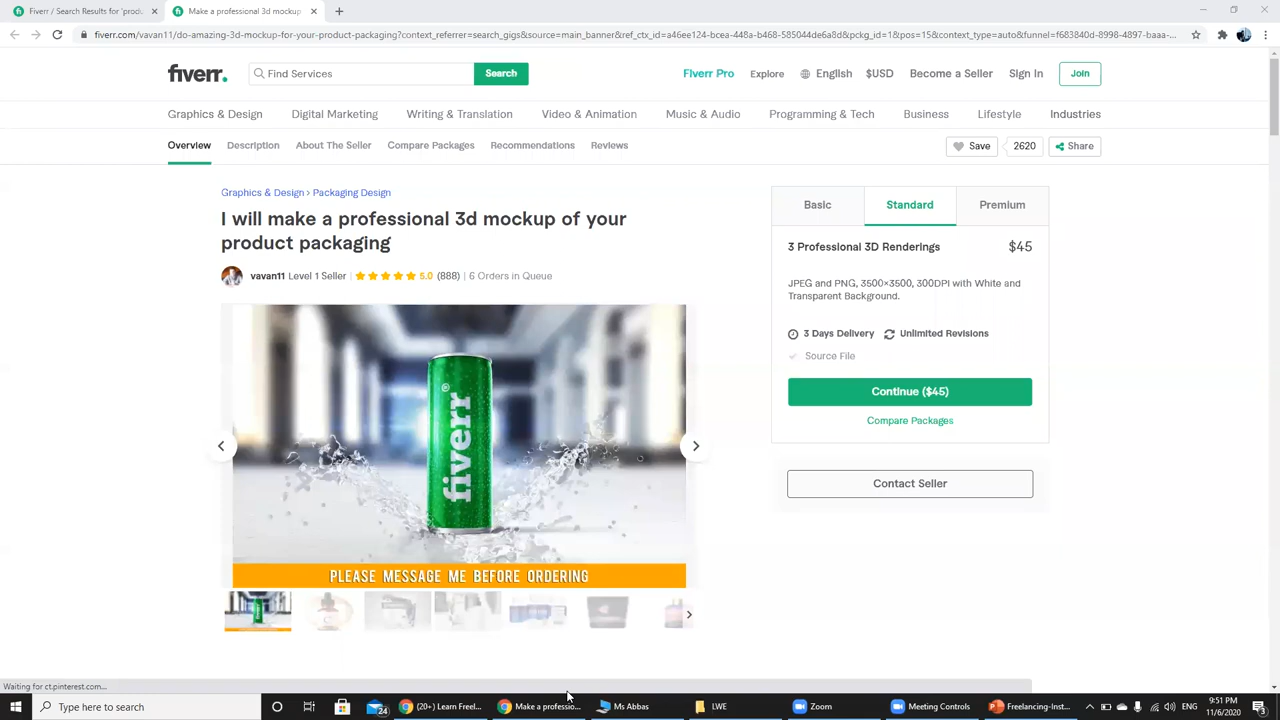 Fiverr / Search Results for 'produ
Make a professional 3d mockup
fiverr.com/vavan11/do-amazing-3d-mockup-for-your-product-packaging?context_referrer=search_gigs&source=main_banner&ref_ctx_id=a46ee124-bcea-448a-b468-585044de6a8d&pckg_id=1&pos=15&context_type=auto&funnel=f683840d-8998-4897-baaa-...
fiverr.
Find Services
Search
Fiverr Pro
Explore
English
$USD
Become a Seller
Sign In
Join
Graphics & Design
Digital Marketing
Writing & Translation
Video & Animation
Music & Audio
Programming & Tech
Business
Lifestyle
Industries
Overview
Description
About The Seller
Compare Packages
Recommendations
Reviews
Save
2620
Share
Graphics & Design > Packaging Design
I will make a professional 3d mockup of your
product packaging
vavan11 Level 1 Seller | 5.0 (888) | 6 Orders in Queue
fiverr®
PLEASE MESSAGE ME BEFORE ORDERING
Basic
Standard
Premium
3 Professional 3D Renderings
$45
JPEG and PNG, 3500×3500, 300DPI with White and
Transparent Background.
3 Days Delivery
Unlimited Revisions
Source File
Continue ($45)
Compare Packages
Contact Seller
Waiting for ct.pinterest.com...
Type here to search
24
(20+) Learn Freel...
Make a professio...
Ms Abbas
LWE
Zoom
Meeting Controls
Freelancing-Inst...
ENG
9:51 PM
11/6/2020
3